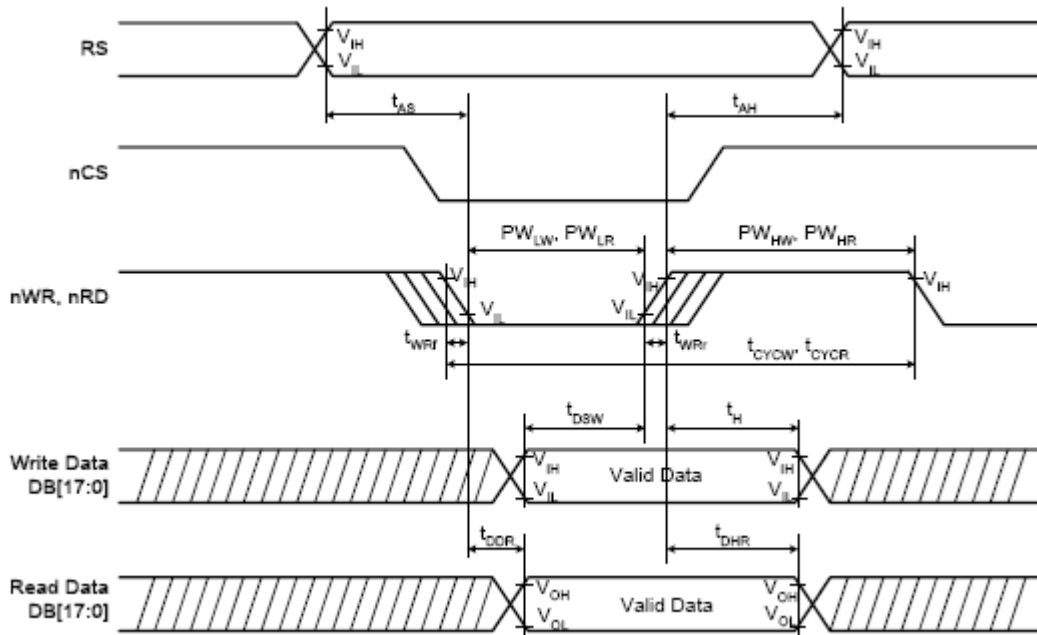 RS
V_IH
V_IL
V_IH
V_IL
t_AS
t_AH
nCS
PW_LW, PW_LR
PW_HW, PW_HR
nWR, nRD
V_IH
V_IL
V_IH
V_IL
V_IH
t_WRf
t_WRr
t_CYCW, t_CYCR
t_DSW
t_H
Write Data
DB[17:0]
V_IH
V_IL
Valid Data
V_IH
V_IL
t_DDR
t_DHR
Read Data
DB[17:0]
V_OH
V_OL
Valid Data
V_OH
V_OL